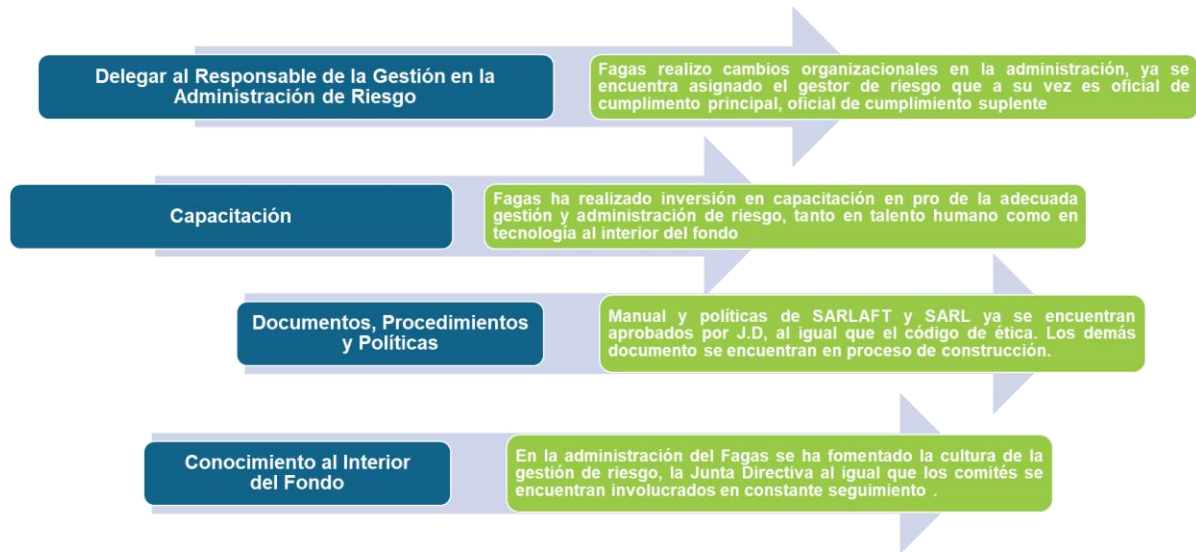 Delegar al Responsable de la Gestión en la
Administración de Riesgo
Fagas realizo cambios organizacionales en la administración, ya se
encuentra asignado el gestor de riesgo que a su vez es oficial de
cumplimento principal, oficial de cumplimiento suplente
Capacitación
Fagas ha realizado inversión en capacitación en pro de la adecuada
gestión y administración de riesgo, tanto en talento humano como en
tecnología al interior del fondo
Documentos, Procedimientos
y Políticas
Manual y políticas de SARLAFT y SARL ya se encuentran
aprobados por J.D, al igual que el código de ética. Los demás
documento se encuentran en proceso de construcción.
Conocimiento al Interior
del Fondo
En la administración del Fagas se ha fomentado la cultura de la
gestión de riesgo, la Junta Directiva al igual que los comités se
encuentran involucrados en constante seguimiento .